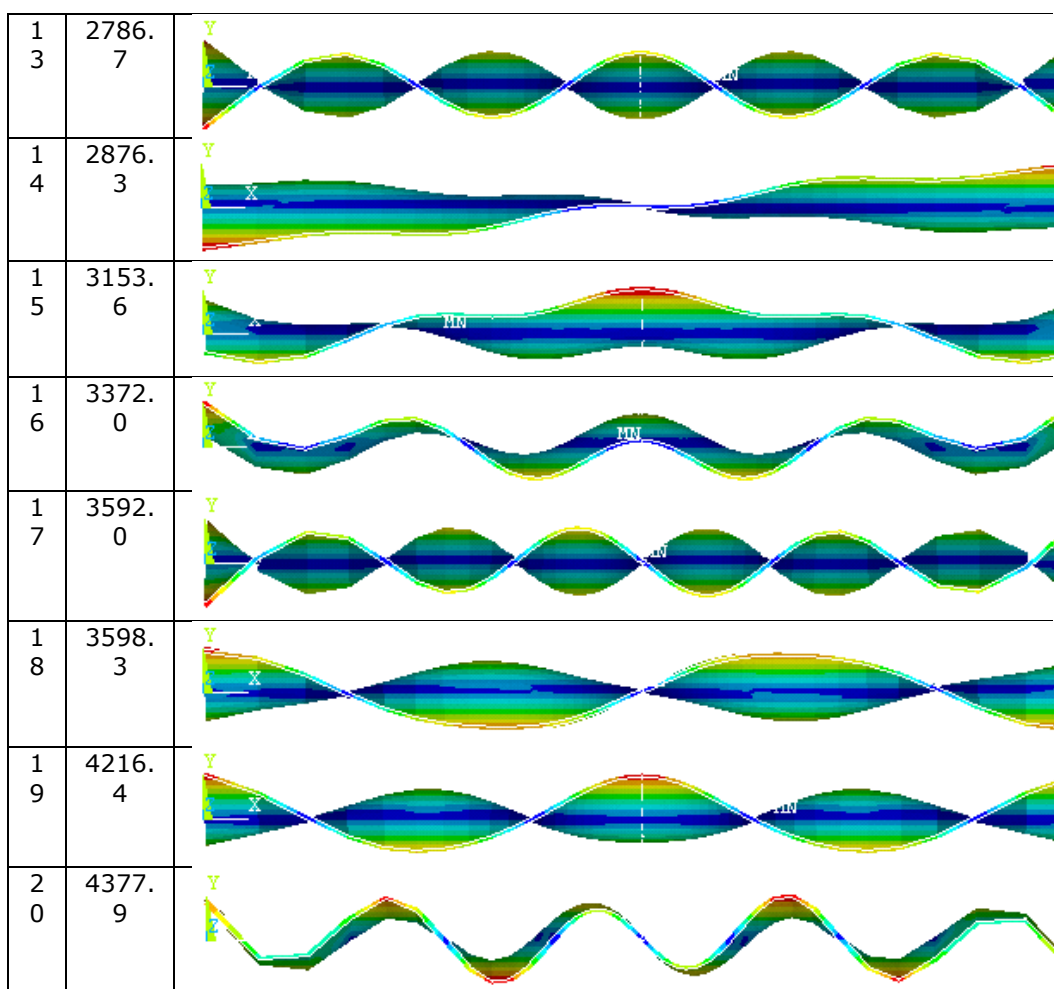 Y
1 2786.
3 7
X MN
Z
Y
1 2876.
4 3
Z X
Y
1 3153.
5 6
Z X MN
Y
1 3372.
6 0
Z MN
Y
1 3592.
7 0
Z MN
Y
1 3598.
8 3
Z X
Y
1 4216.
9 4
Z X MN
Y
2 4377.
0 9
Z